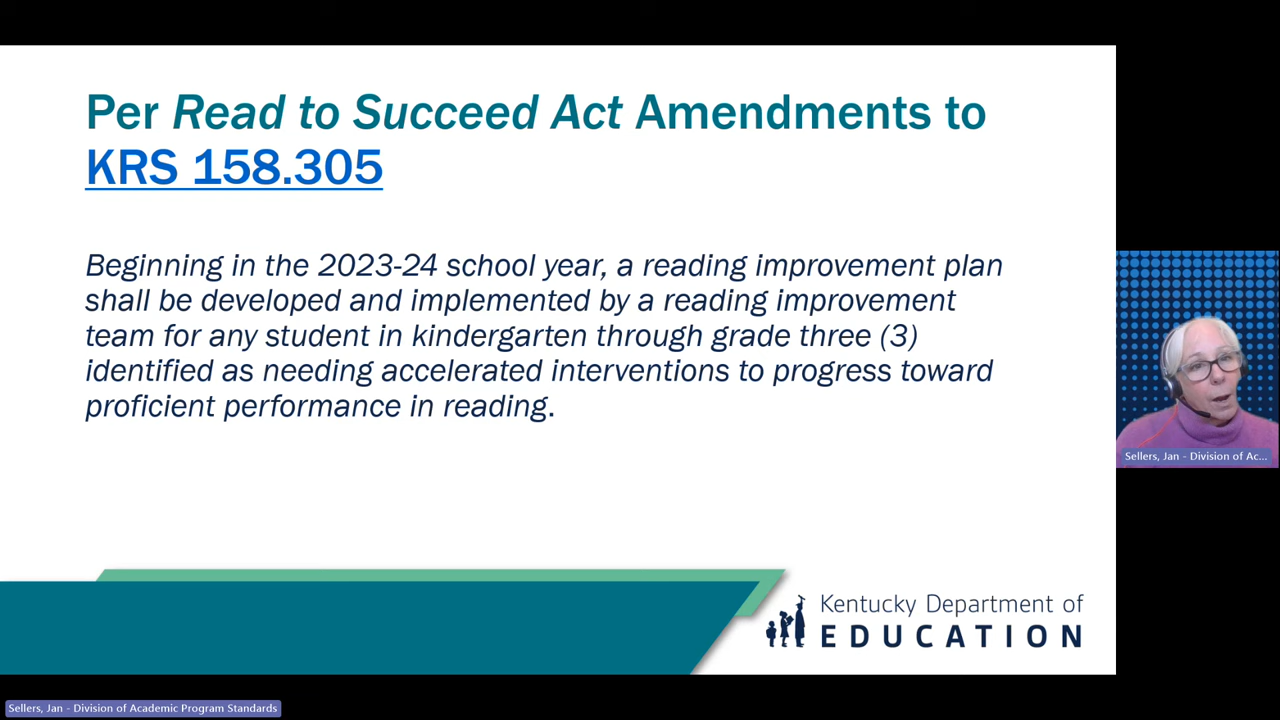 Per Read to Succeed Act Amendments to
KRS 158.305
Beginning in the 2023-24 school year, a reading improvement plan
shall be developed and implemented by a reading improvement
team for any student in kindergarten through grade three (3)
identified as needing accelerated interventions to progress toward
proficient performance in reading.
Kentucky Department of
EDUCATION
Sellers, Jan - Division of Ac...
Sellers, Jan - Division of Academic Program Standards